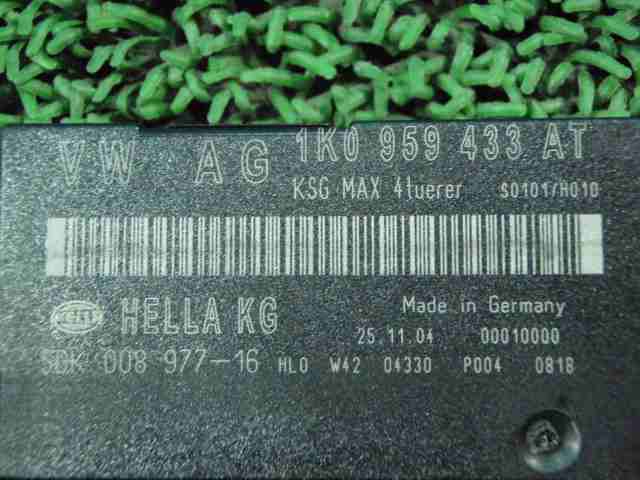 VW AG 1K0 959 433 AT
KSG MAX 4tuerer S0101/H010
HELLA KG Made in Germany
25.11.04 00010000
5DK 008 977-16 HLO W42 04330 P004 0818